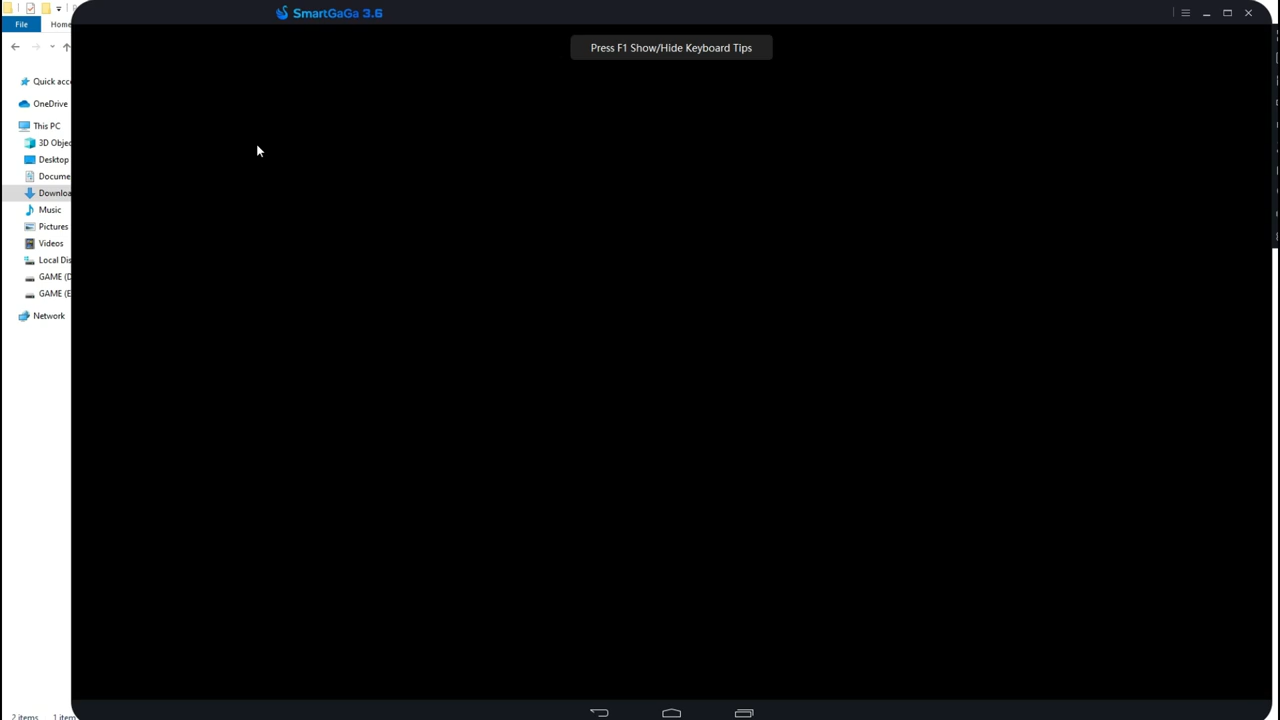 SmartGaGa 3.6
File
Home
Press F1 Show/Hide Keyboard Tips
Quick acc
OneDrive
This PC
3D Objec
Desktop
Docume
Downloa
Music
Pictures
Videos
Local Dis
GAME (D
GAME (E
Network
2 items 1 item